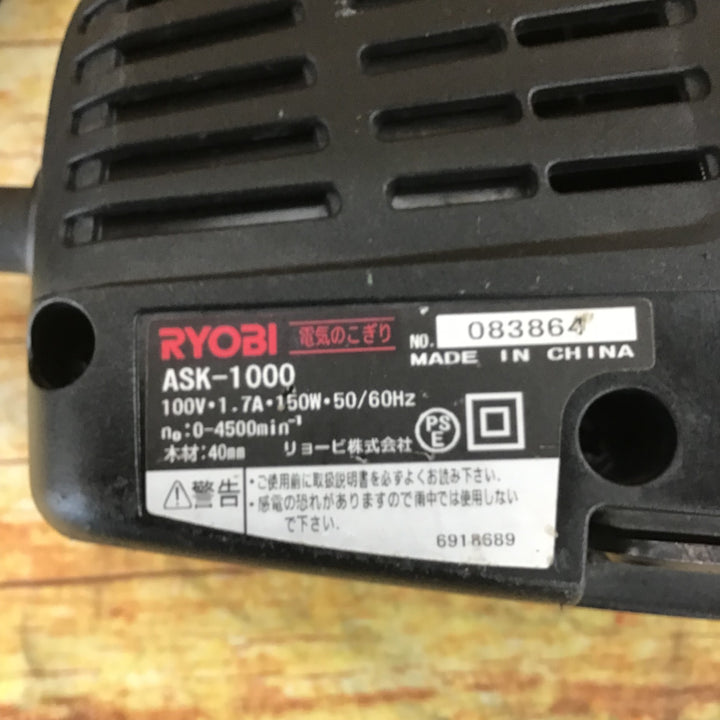 RYOBI 電気のこぎり NO. 083864
MADE IN CHINA
ASK-1000
100V・1.7A・150W・50/60Hz
n₀:0-4500min⁻¹
木材:40mm リョービ株式会社
PS
E
警告
・ご使用前に取扱説明書を必ずよくお読み下さい。
・感電の恐れがありますので雨中では使用しない
で下さい。
6918689